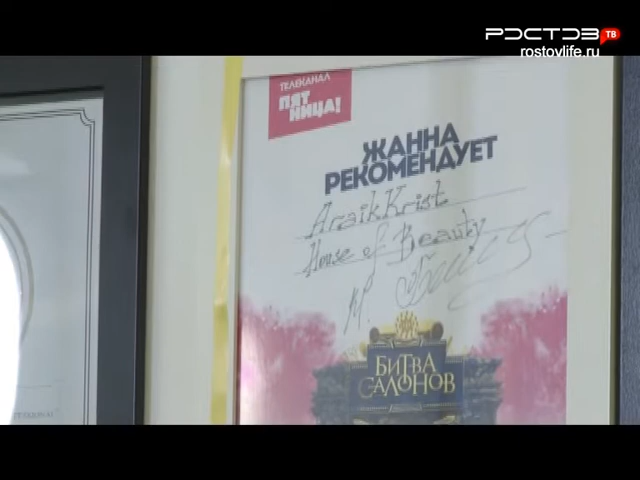 РОСТОВ ТВ
rostovlife.ru
ТЕЛЕКАНАЛ
ПЯТ
НИЦА!
ЖАННА
РЕКОМЕНДУЕТ
AraikKrist
House of Beauty
БИТВА
САЛОНОВ